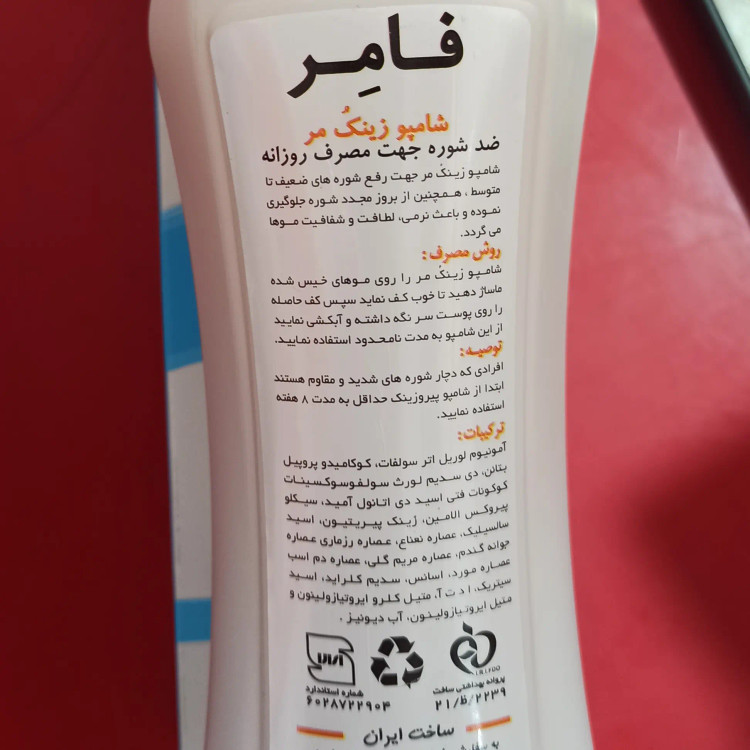 فامِر
شامپو زینکُ مر
ضد شوره جهت مصرف روزانه
شامپو زینکُ مر جهت رفع شوره های ضعیف تا
متوسط ، همچنین از بروز مجدد شوره جلوگیری
نموده و باعث نرمی، لطافت و شفافیت موها
می گردد.
روش مصرف:
شامپو زینکُ مر را روی موهای خیس شده
ماساژ دهید تا خوب کف نماید سپس کف حاصله
را روی پوست سر نگه داشته و آبکشی نمایید
از این شامپو به مدت نامحدود استفاده نمایید.
توصیه:
افرادی که دچار شوره های شدید و مقاوم هستند
ابتدا از شامپو پیروزینک حداقل به مدت ۸ هفته
استفاده نمایید.
ترکیبات:
آمونیوم لوریل اتر سولفات، کوکامیدو پروپیل
بتائن، دی سدیم لورث سولفوسوکسینات
کوکونات فتی اسید دی اتانول آمید، سیکلو
پیروکس الامین، زینک پیریتیون، اسید
سالسیلیک، عصاره نعناع، عصاره رزماری عصاره
جوانه گندم، عصاره مریم گلی، عصاره دم اسب
عصاره مورد، اسانس، سدیم کلراید، اسید
سیتریک، ا د ت آ، متیل کلرو ایروتیازولینون و
متیل ایروتیازولینون، آب دیونیز .
شماره استاندارد
۶۰۲۸۷۲۲۹۰۴
پروانه بهداشتی ساخت
۲۱/ظ/۲۲۳۹
ساخت ایران